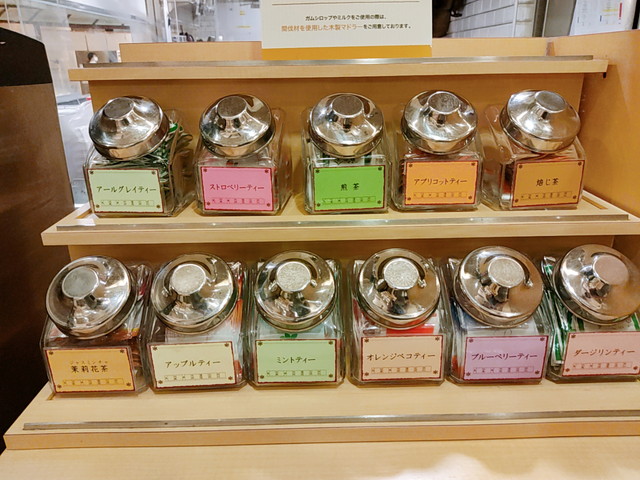 ガムシロップやミルクをご使用の際は、
間伐材を使用した木製マドラーをご用意しております。
アールグレイティー
ストロベリーティー
煎茶
アプリコットティー
焙じ茶
ジャスミンティ
茉莉花茶
アップルティー
ミントティー
オレンジペコティー
ブルーベリーティー
ダージリンティー